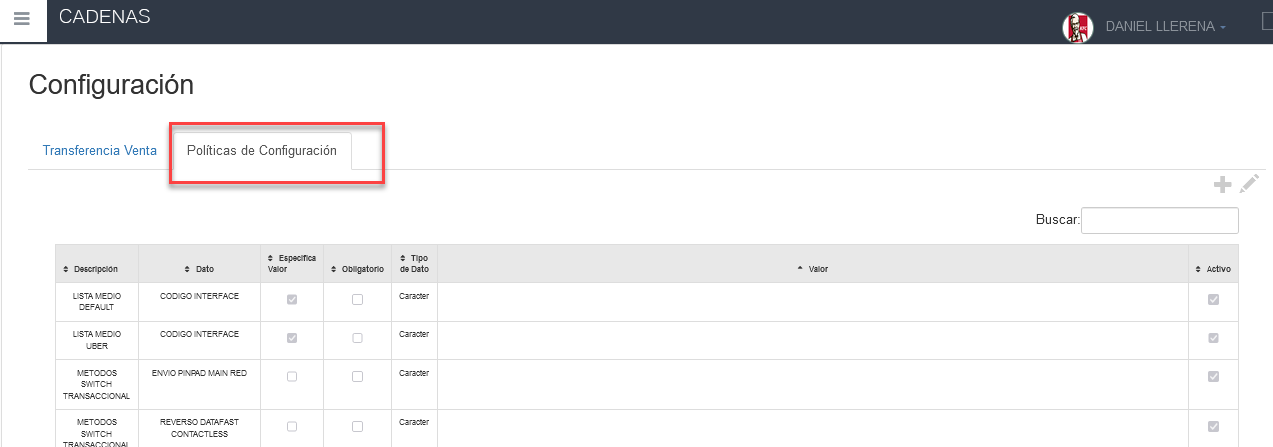 CADENAS
DANIEL LLERENA
Configuración
Transferencia Venta
Políticas de Configuración
Buscar:
Descripción Dato Especifica Valor Obligatorio Tipo de Dato Valor Activo
LISTA MEDIO DEFAULT CODIGO INTERFACE Caracter
LISTA MEDIO UBER CODIGO INTERFACE Caracter
METODOS SWITCH TRANSACCIONAL ENVIO PINPAD MAIN RED Caracter
METODOS SWITCH TRANSACCIONAL REVERSO DATAFAST CONTACTLESS Caracter